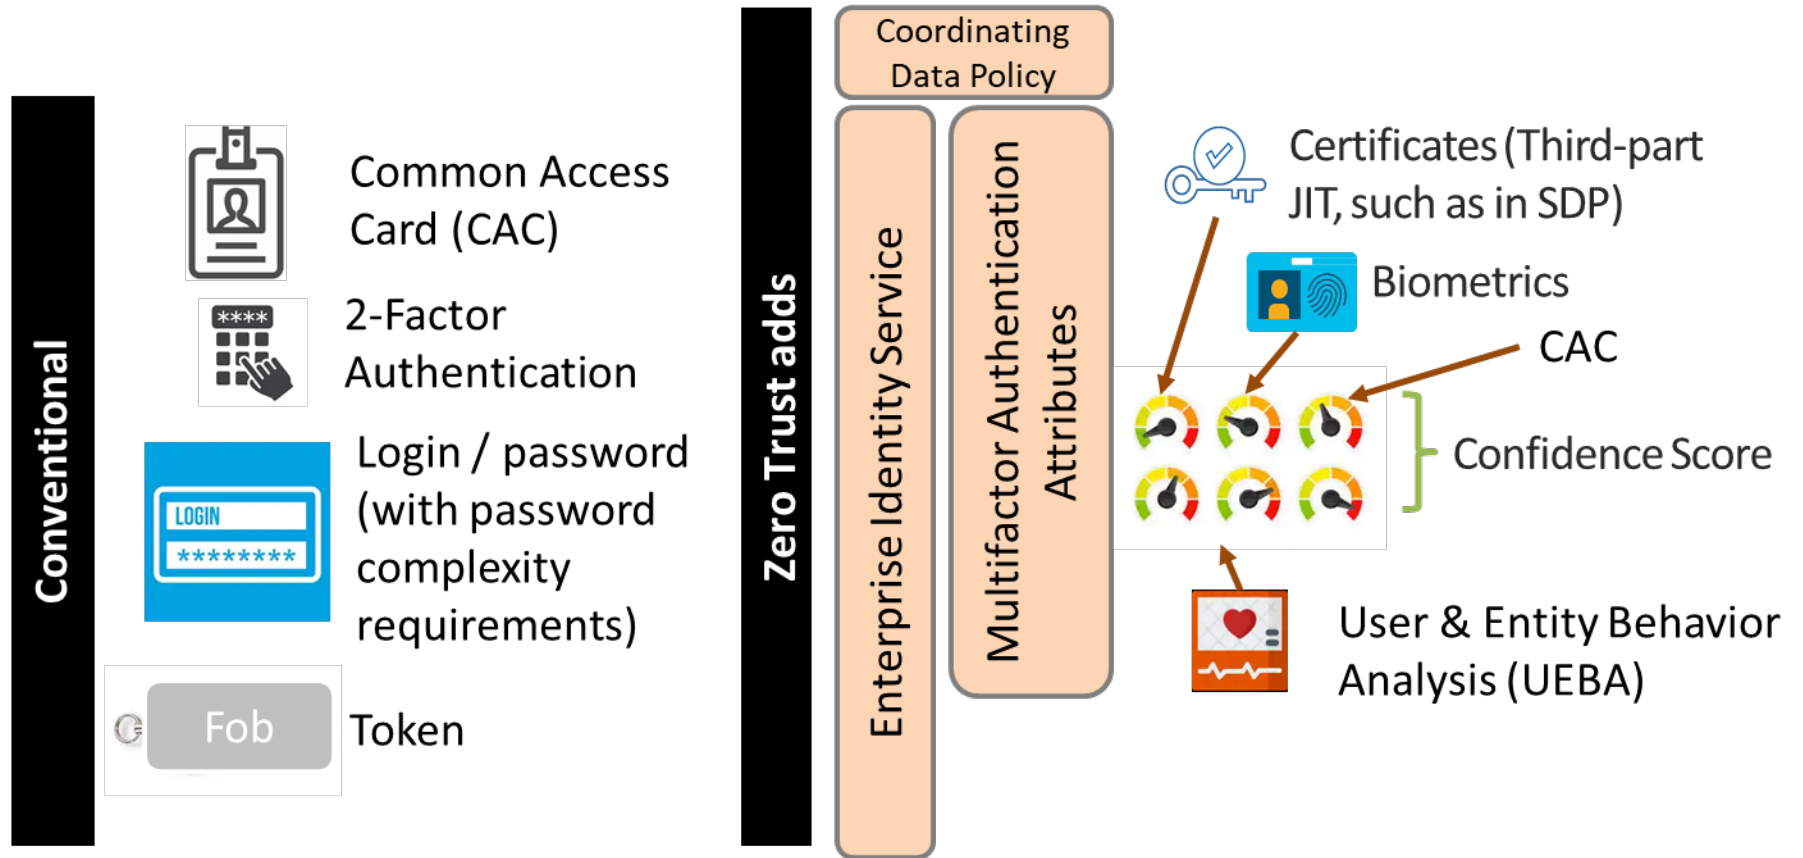 Conventional
Common Access
Card (CAC)
****
2-Factor
Authentication
LOGIN
********
Login / password
(with password
complexity
requirements)
Fob
Token
Zero Trust adds
Coordinating
Data Policy
Enterprise Identity Service
Multifactor Authentication
Attributes
Certificates (Third-part
JIT, such as in SDP)
Biometrics
CAC
Confidence Score
User & Entity Behavior
Analysis (UEBA)